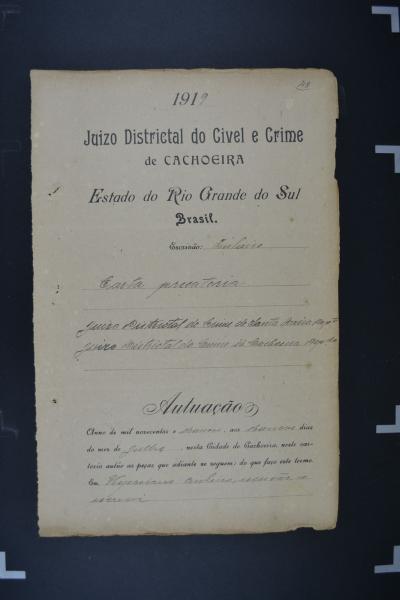 1919
Juizo Districtal do Civel e Crime
de CACHOEIRA
Estado do Rio Grande do Sul
Brasil.
Escrivão:
Carta precatoria
Juizo Districtal do Crime de Santa Maria
Juizo Districtal do Crime de Cachoeira
Autuação
Anno de mil novecentos e , aos dias
do mez de Julho , nesta Cidade de Cachoeira, neste car-
torio autúo as peças que adiante se seguem; do que faço este termo.
Eu, escrivão o
escrevi